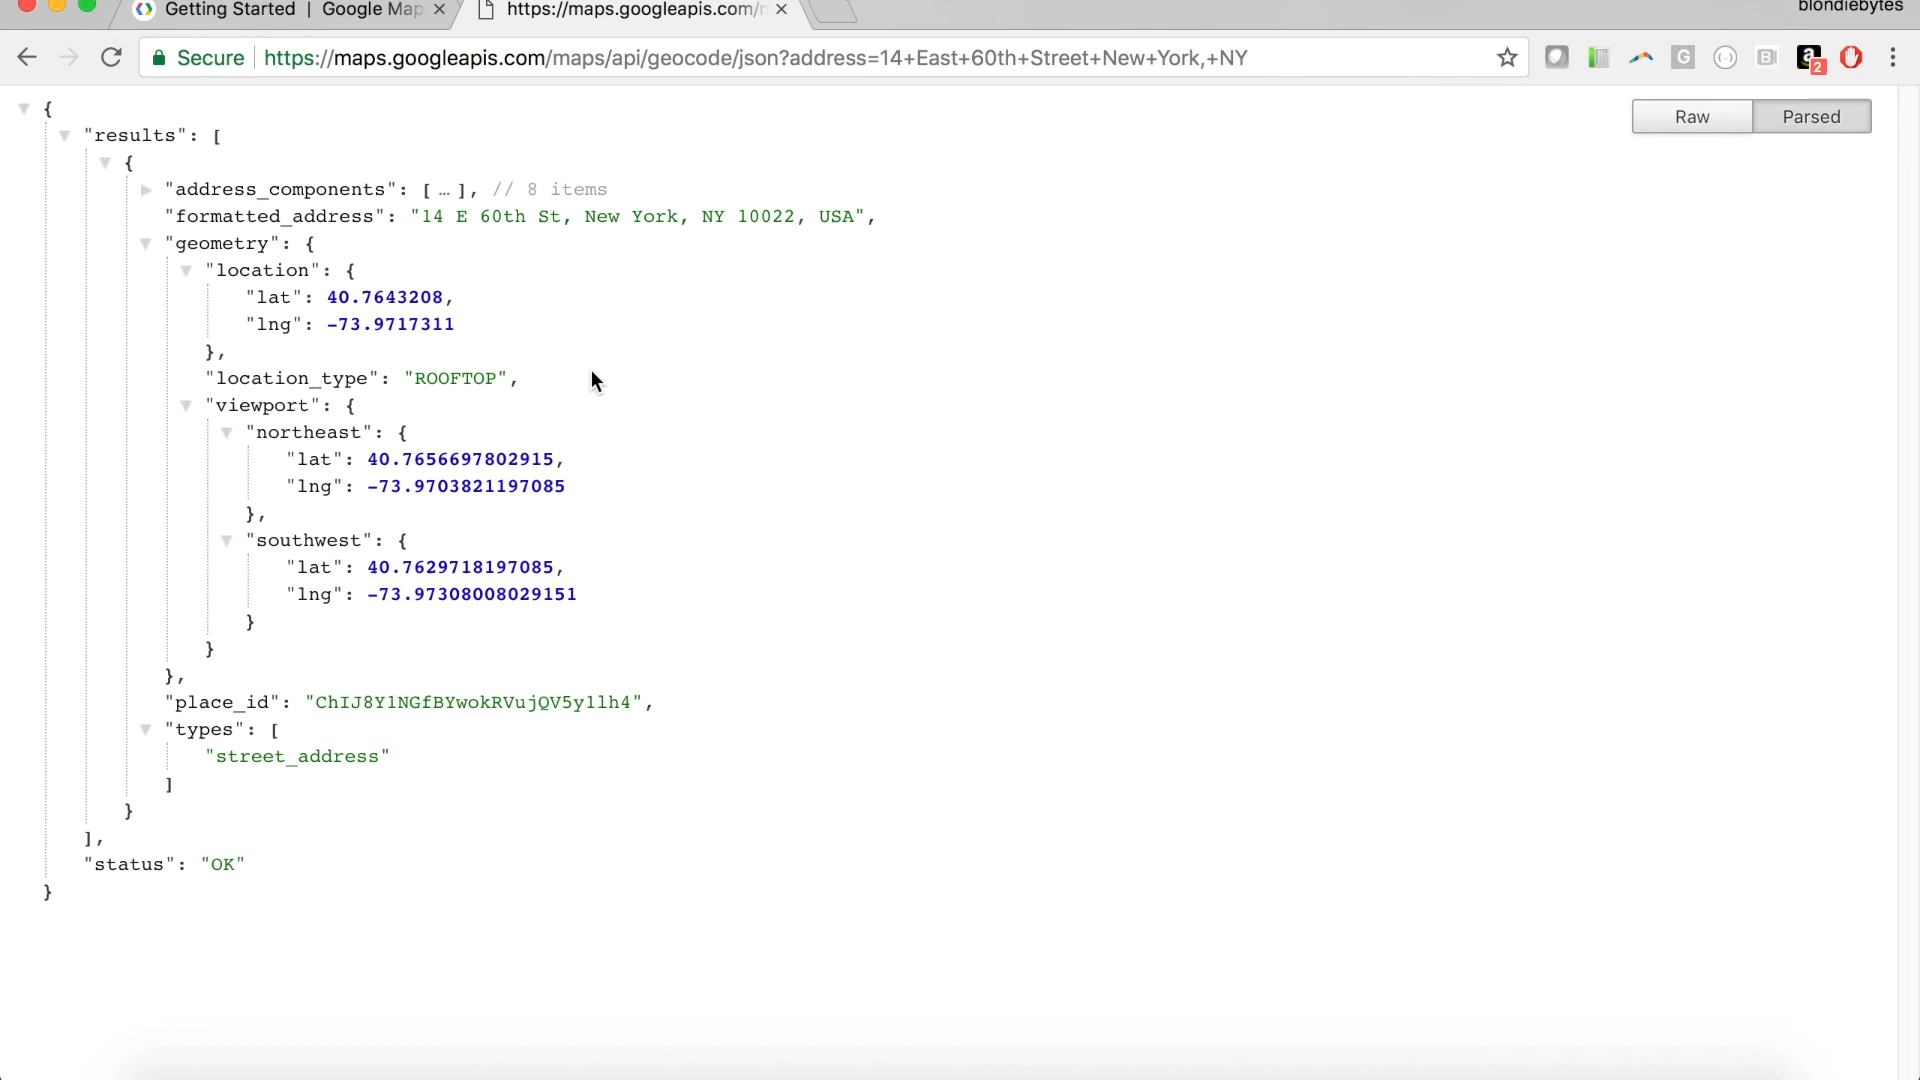 blondiebytes
Getting Started | Google Map
https://maps.googleapis.com/
Secure https://maps.googleapis.com/maps/api/geocode/json?address=14+East+60th+Street+New+York,+NY
2
Raw Parsed
{
"results": [
{
"address_components": [ … ], // 8 items
"formatted_address": "14 E 60th St, New York, NY 10022, USA",
"geometry": {
"location": {
"lat": 40.7643208,
"lng": -73.9717311
},
"location_type": "ROOFTOP",
"viewport": {
"northeast": {
"lat": 40.7656697802915,
"lng": -73.9703821197085
},
"southwest": {
"lat": 40.7629718197085,
"lng": -73.97308008029151
}
}
},
"place_id": "ChIJ8Y1NGfBYwokRVujQV5y1lh4",
"types": [
"street_address"
]
}
],
"status": "OK"
}